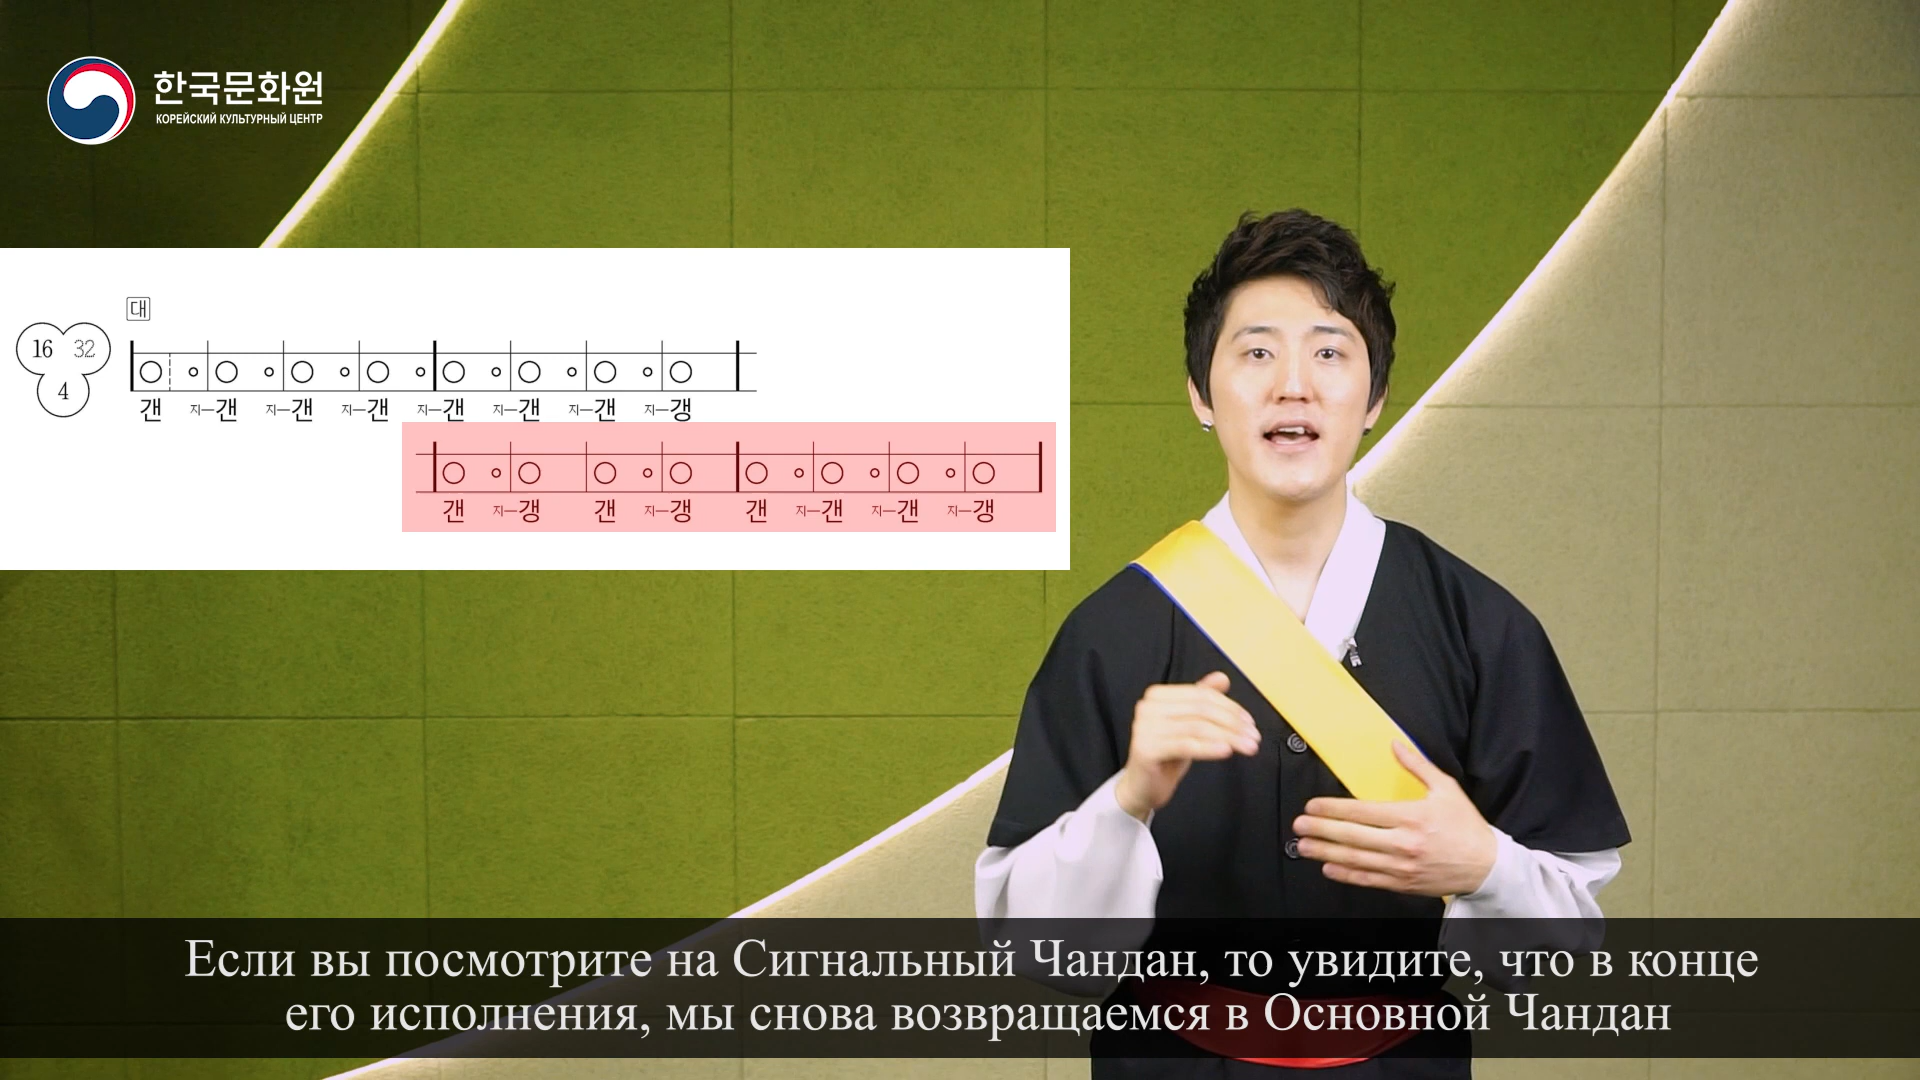 한국문화원
КОРЕЙСКИЙ КУЛЬТУРНЫЙ ЦЕНТР
대
16 32
4
갠 지—갠 지—갠 지—갠 지—갠 지—갠 지—갠 지—갱
갠 지—갱 갠 지—갱 갠 지—갠 지—갠 지—갱
Если вы посмотрите на Сигнальный Чандан, то увидите, что в конце
его исполнения, мы снова возвращаемся в Основной Чандан